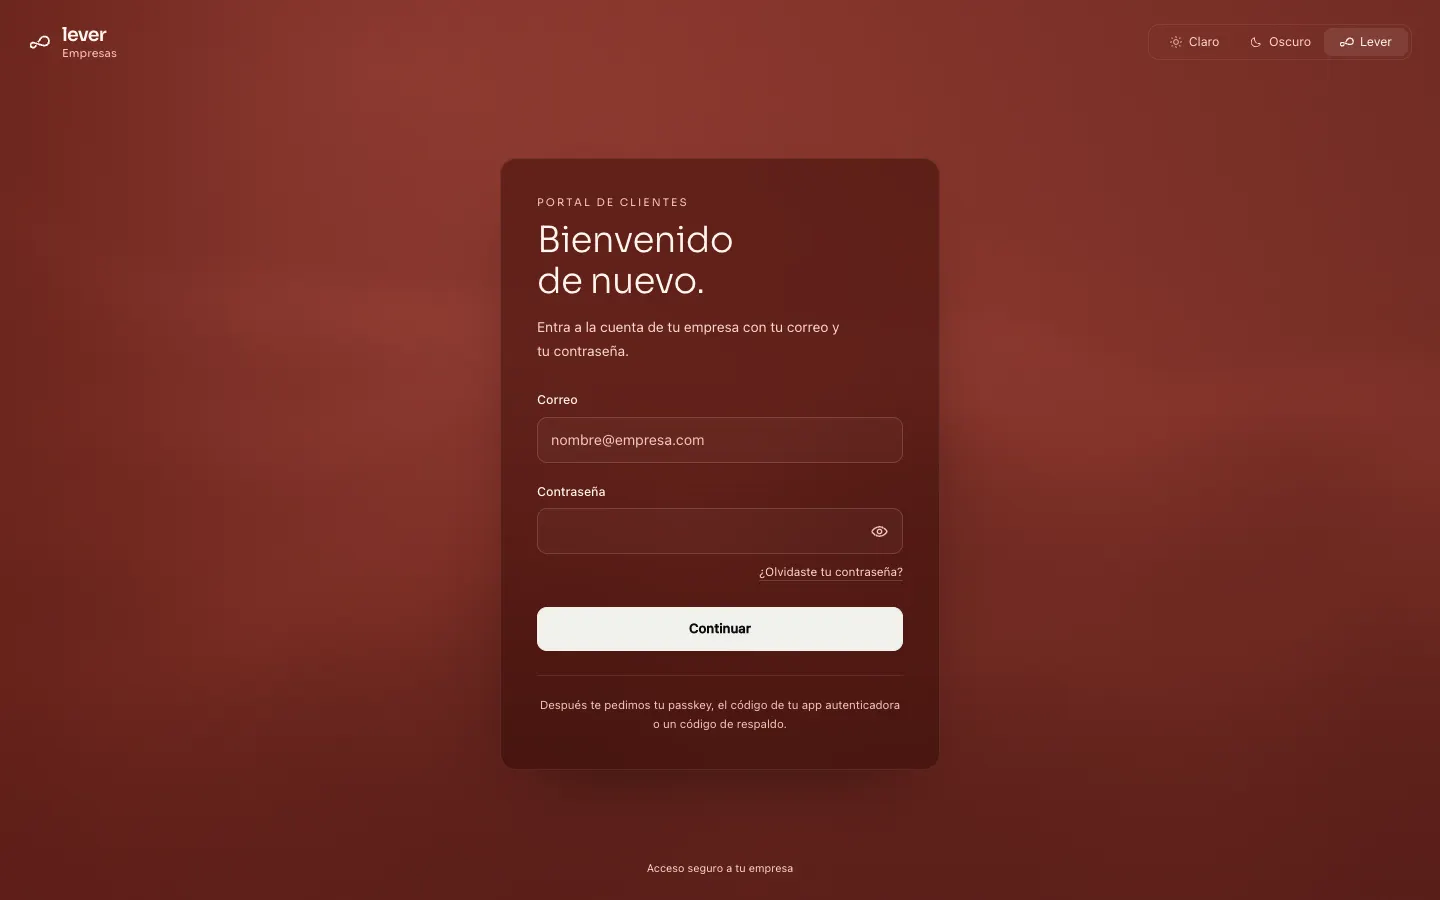 lever
Empresas
Claro
Oscuro
Lever
PORTAL DE CLIENTES
Bienvenido
de nuevo.
Entra a la cuenta de tu empresa con tu correo y
tu contraseña.
Correo
nombre@empresa.com
Contraseña
¿Olvidaste tu contraseña?
Continuar
Después te pedimos tu passkey, el código de tu app autenticadora
o un código de respaldo.
Acceso seguro a tu empresa